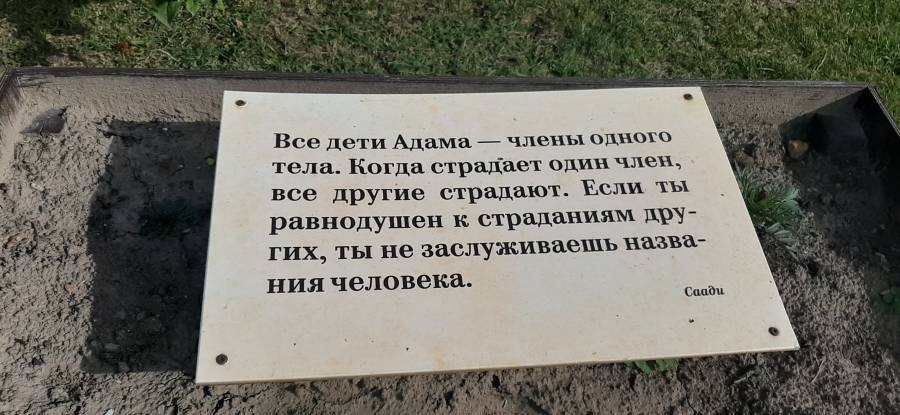 Все дети Адама — члены одного
тела. Когда страдает один член,
все другие страдают. Если ты
равнодушен к страданиям дру-
гих, ты не заслуживаешь назва-
ния человека.
Саади